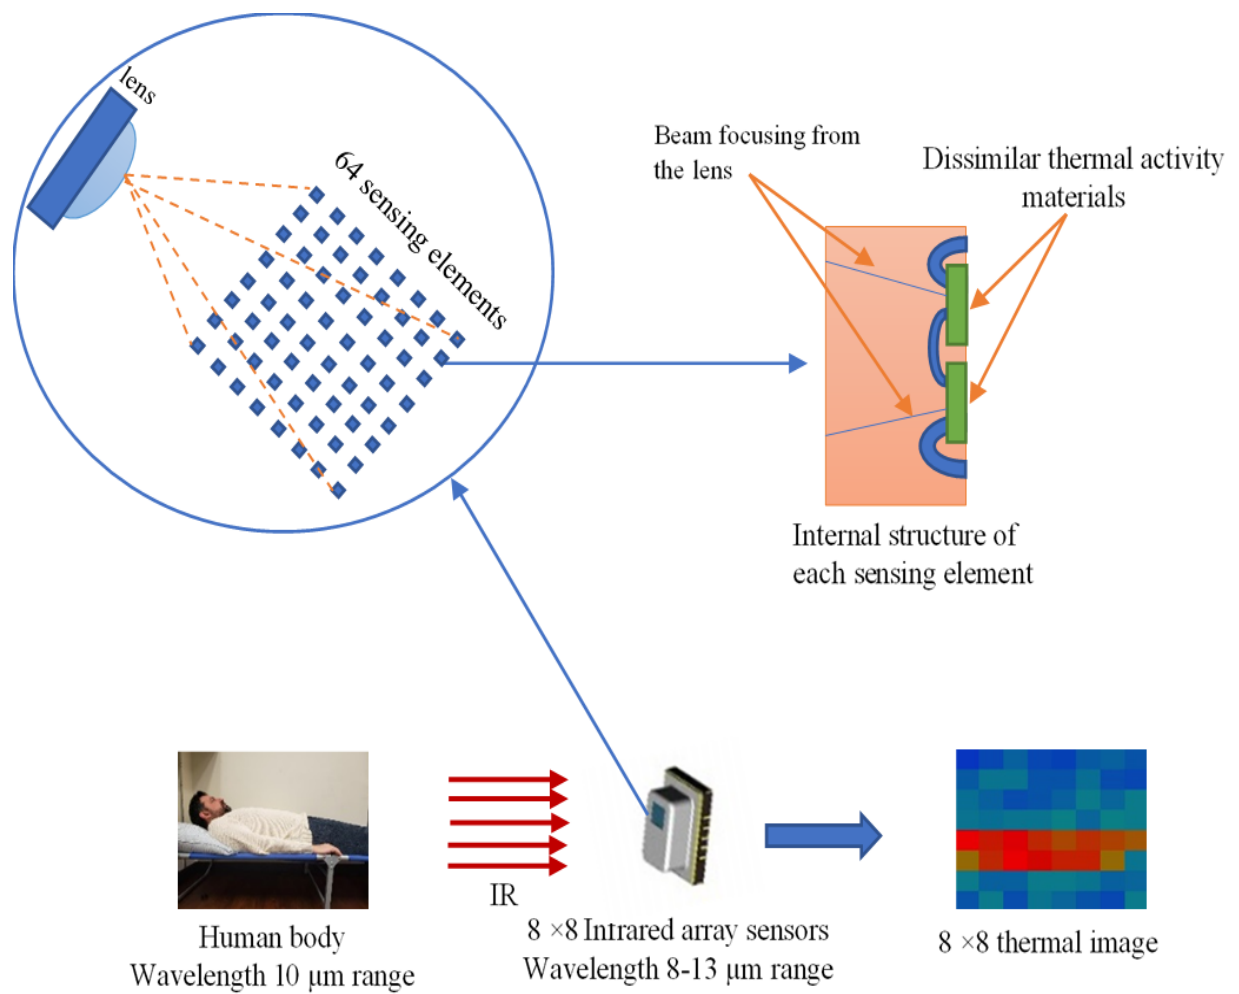 lens
64 sensing elements
Beam focusing from
the lens
Dissimilar thermal activity
materials
Internal structure of
each sensing element
IR
Human body
Wavelength 10 μm range
8 ×8 Intrared array sensors
Wavelength 8-13 μm range
8 ×8 thermal image